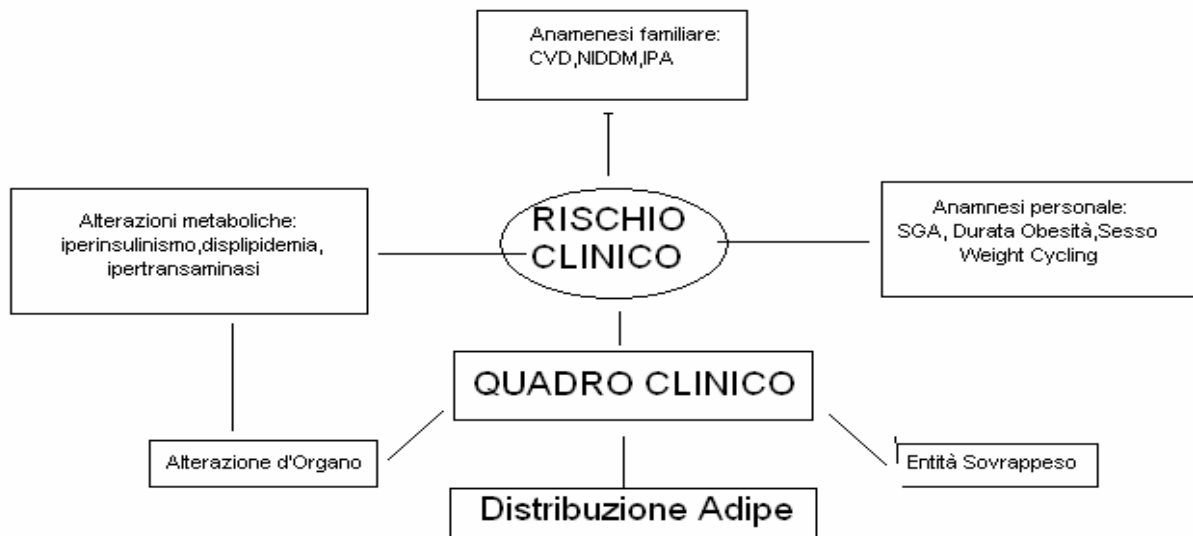 Anamenesi familiare:
CVD,NIDDM,IPA
Alterazioni metaboliche:
iperinsulinismo,displipidemia,
ipertransaminasi
RISCHIO
CLINICO
Anamnesi personale:
SGA, Durata Obesità,Sesso
Weight Cycling
QUADRO CLINICO
Alterazione d'Organo
Entità Sovrappeso
Distribuzione Adipe